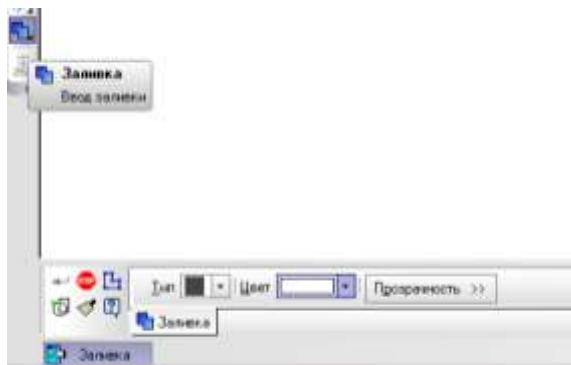 Заливка
Ввод заливки
Тип
Цвет
Прозрачность >>
Заливка
Заливка